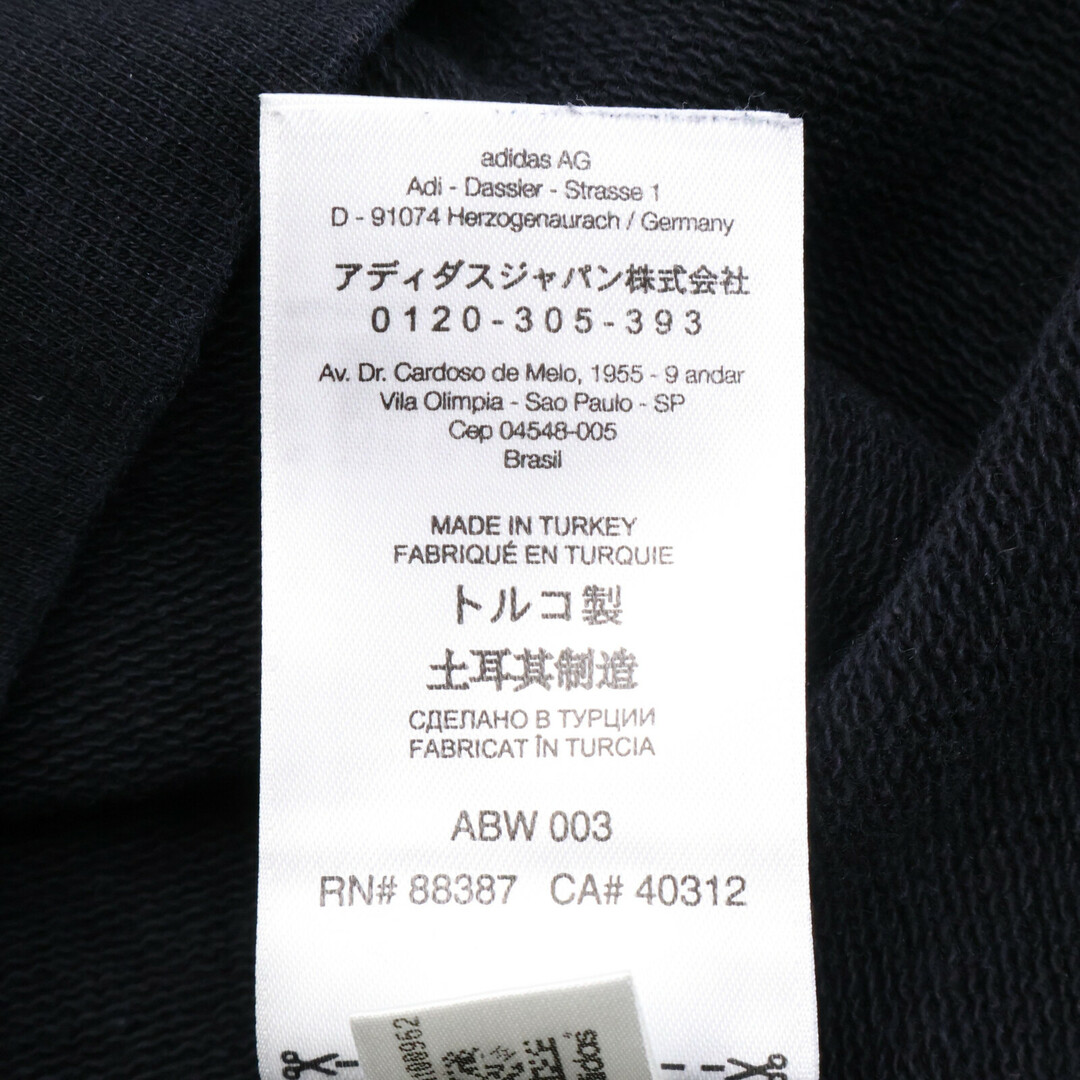 adidas AG
Adi - Dassler - Strasse 1
D - 91074 Herzogenaurach / Germany
アディダスジャパン株式会社
0120-305-393
Av. Dr. Cardoso de Melo, 1955 - 9 andar
Vila Olimpia - Sao Paulo - SP
Cep 04548-005
Brasil
MADE IN TURKEY
FABRIQUÉ EN TURQUIE
トルコ製
土耳其制造
СДЕЛАНО В ТУРЦИИ
FABRICAT ÎN TURCIA
ABW 003
RN# 88387 CA# 40312
adidas